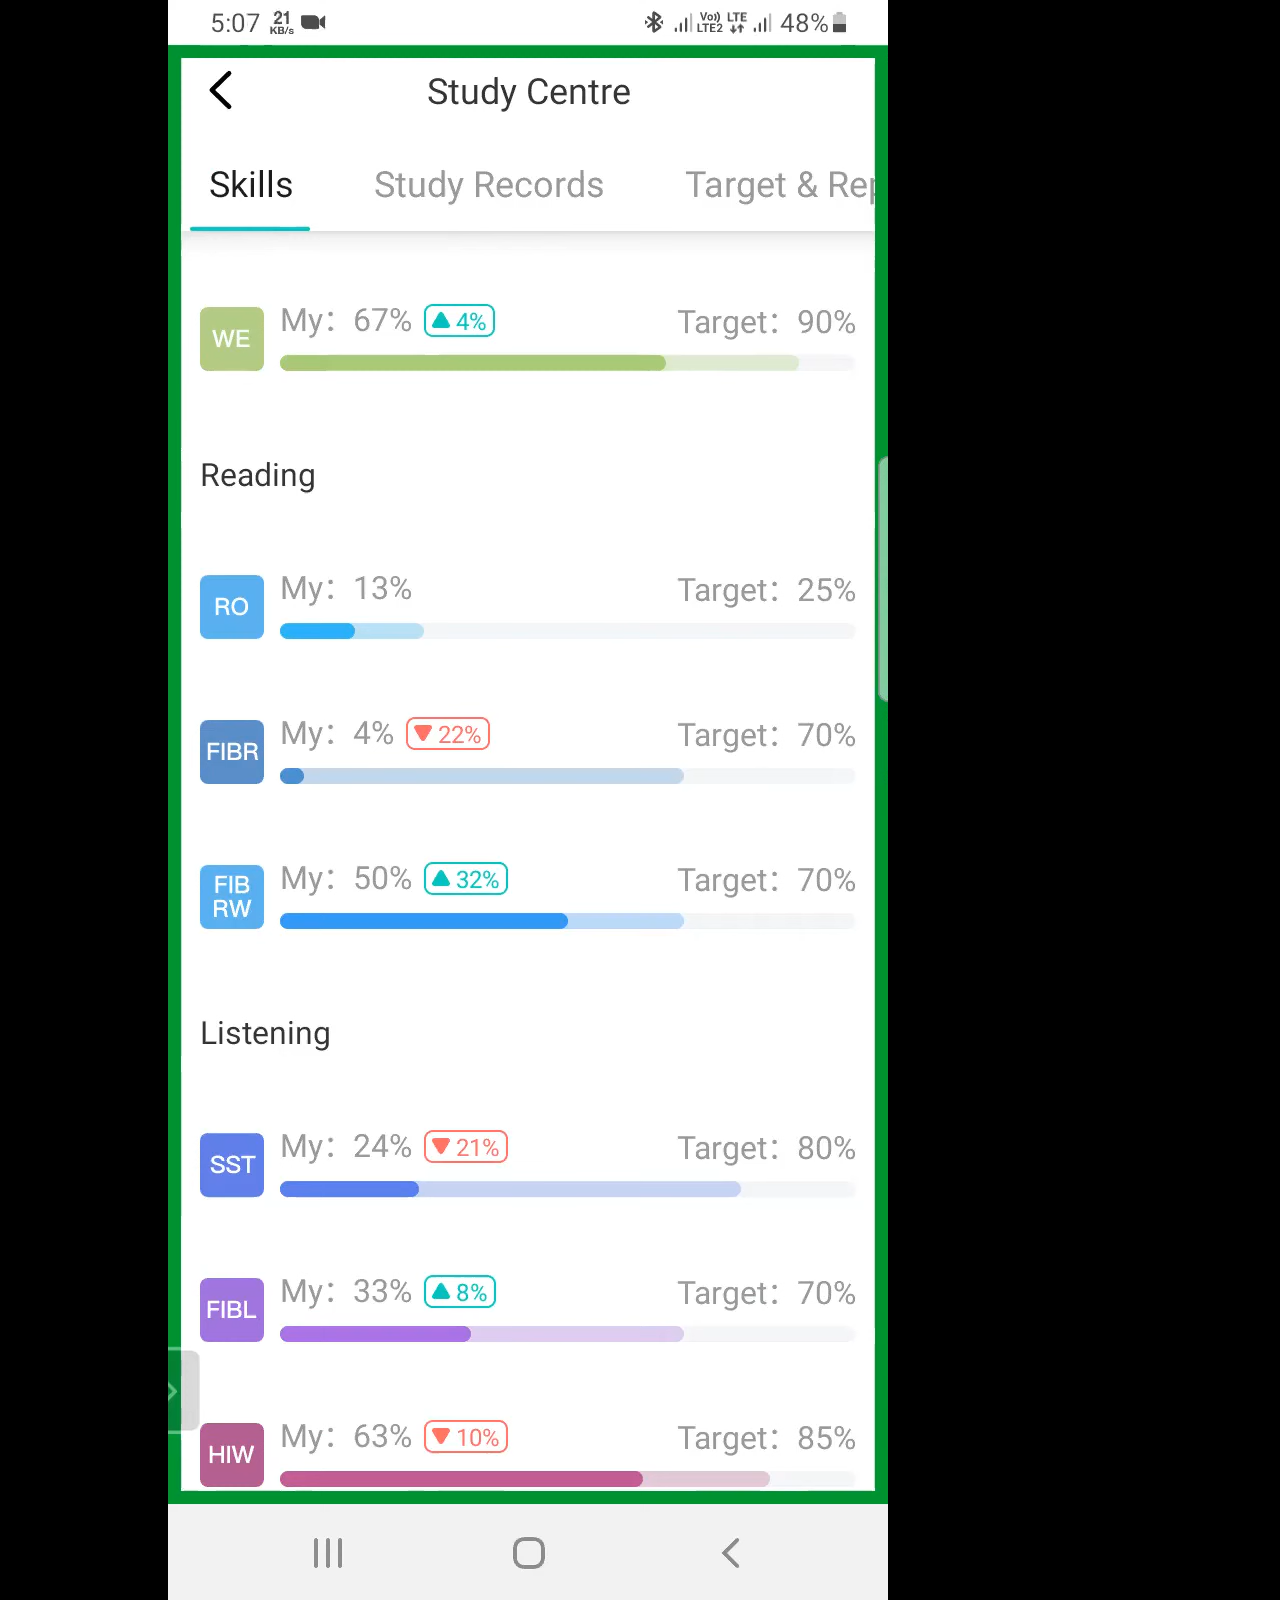 5:07 21 KB/s Vo)) LTE LTE2 48%
Study Centre
Skills Study Records Target & Rep
WE My: 67% 4% Target: 90%
Reading
RO My: 13% Target: 25%
FIBR My: 4% 22% Target: 70%
FIB RW My: 50% 32% Target: 70%
Listening
SST My: 24% 21% Target: 80%
FIBL My: 33% 8% Target: 70%
HIW My: 63% 10% Target: 85%